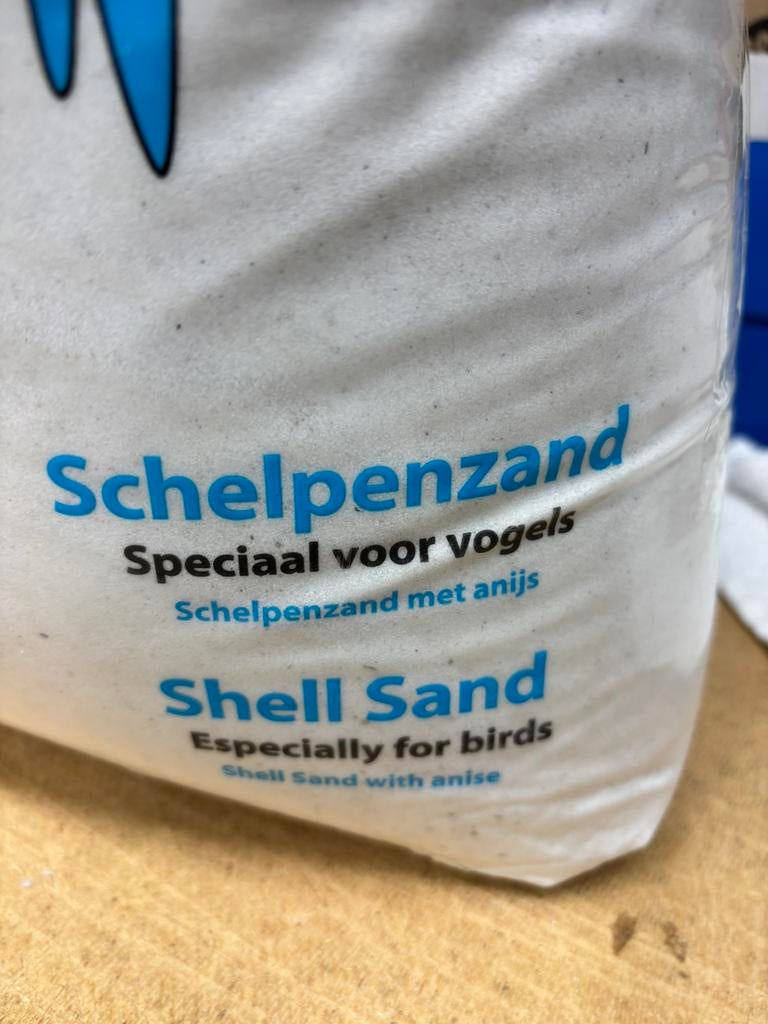 Schelpenzand
Speciaal voor vogels
Schelpenzand met anijs
Shell Sand
Especially for birds
Shell Sand with anise